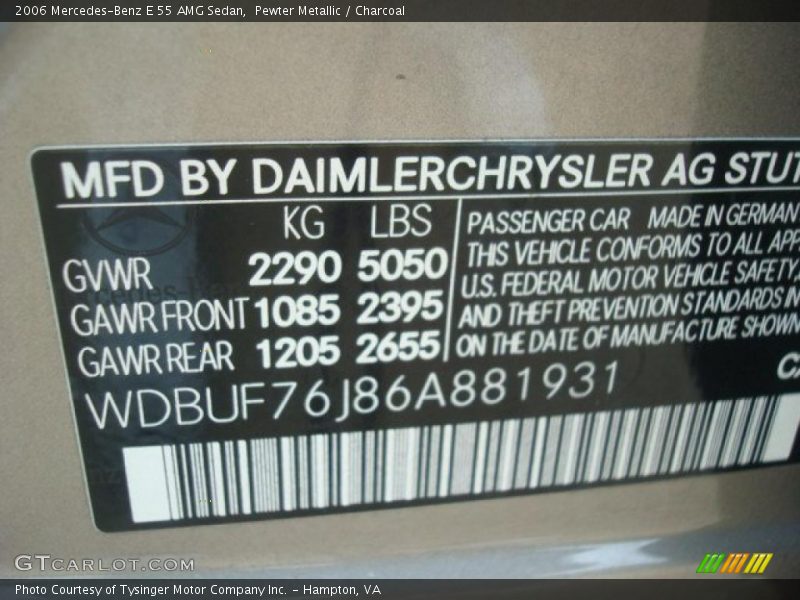 2006 Mercedes-Benz E 55 AMG Sedan,  Pewter Metallic / Charcoal
MFD BY DAIMLERCHRYSLER AG STUT
KG LBS
GVWR 2290 5050
GAWR FRONT 1085 2395
GAWR REAR 1205 2655
PASSENGER CAR MADE IN GERMAN
THIS VEHICLE CONFORMS TO ALL APP
U.S. FEDERAL MOTOR VEHICLE SAFETY,
AND THEFT PREVENTION STANDARDS IN
ON THE DATE OF MANUFACTURE SHOWN
WDBUF76J86A881931
GTCARLOT.COM
Photo Courtesy of Tysinger Motor Company Inc. - Hampton, VA